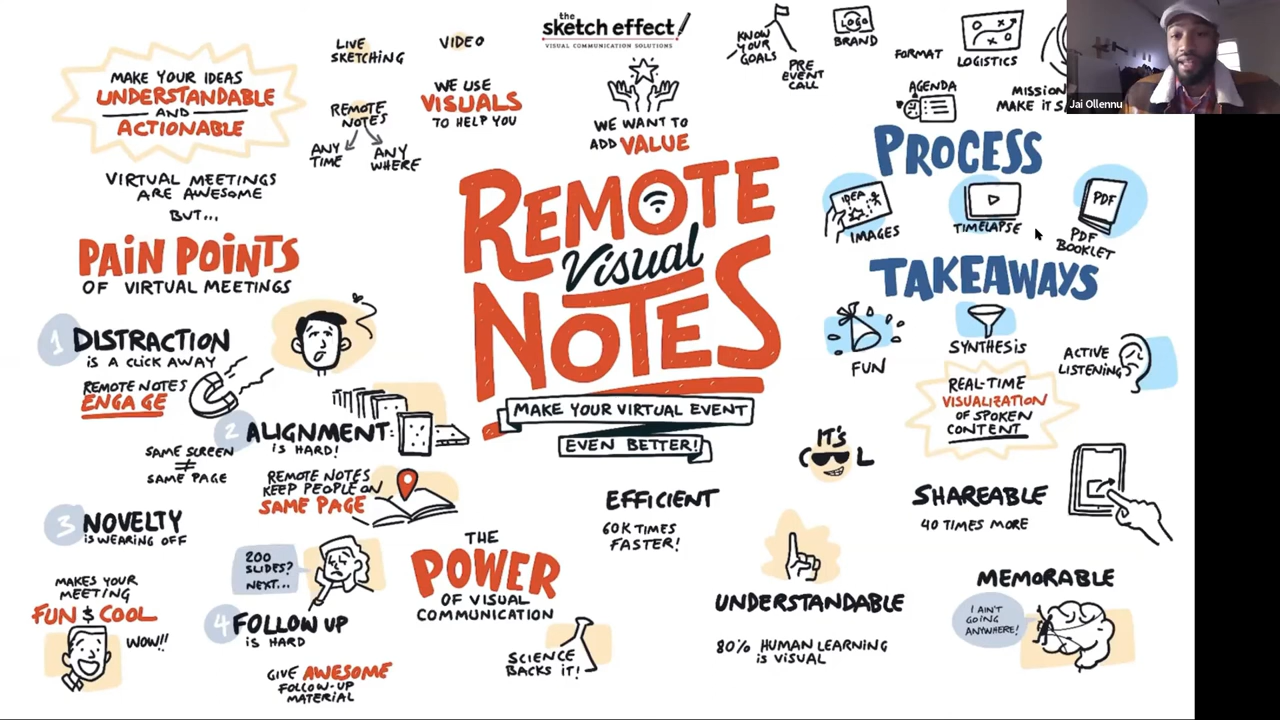 the
sketch effect
VISUAL COMMUNICATION SOLUTIONS
Jai Ollennu
MAKE YOUR IDEAS
UNDERSTANDABLE
AND
ACTIONABLE
VIRTUAL MEETINGS
ARE AWESOME
BUT...
PAIN POINTS
OF VIRTUAL MEETINGS
1 DISTRACTION
IS A CLICK AWAY
REMOTE NOTES
ENGAGE
2 ALIGNMENT
IS HARD!
SAME SCREEN
≠
SAME PAGE
REMOTE NOTES
KEEP PEOPLE ON
SAME PAGE
3 NOVELTY
IS WEARING OFF
MAKES YOUR
MEETING
FUN & COOL
WOW!!
200
SLIDES?
NEXT...
4 FOLLOW UP
IS HARD
GIVE AWESOME
FOLLOW-UP
MATERIAL
LIVE
SKETCHING
VIDEO
REMOTE
NOTES
ANY
TIME
ANY
WHERE
WE USE
VISUALS
TO HELP YOU
WE WANT TO
ADD VALUE
REMOTE
Visual
NOTES
MAKE YOUR VIRTUAL EVENT
EVEN BETTER!
THE
POWER
OF VISUAL
COMMUNICATION
SCIENCE
BACKS IT!
EFFICIENT
60K TIMES
FASTER!
UNDERSTANDABLE
80% HUMAN LEARNING
IS VISUAL
IT'S
COOL
KNOW
YOUR
GOALS
PRE
EVENT
CALL
LOGO
BRAND
FORMAT
AGENDA
LOGISTICS
MISSION
MAKE IT
PROCESS
IDEA
IMAGES
TIMELAPSE
PDF
PDF
BOOKLET
TAKEAWAYS
FUN
SYNTHESIS
ACTIVE
LISTENING
REAL-TIME
VISUALIZATION
OF SPOKEN
CONTENT
SHAREABLE
40 TIMES MORE
MEMORABLE
I AIN'T
GOING
ANYWHERE!